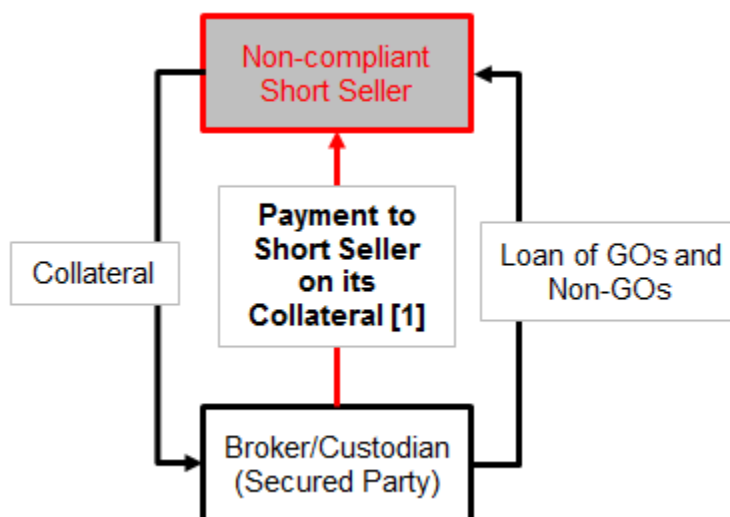 Non-compliant
Short Seller
Payment to
Short Seller
on its
Collateral [1]
Collateral
Loan of GOs and
Non-GOs
Broker/Custodian
(Secured Party)